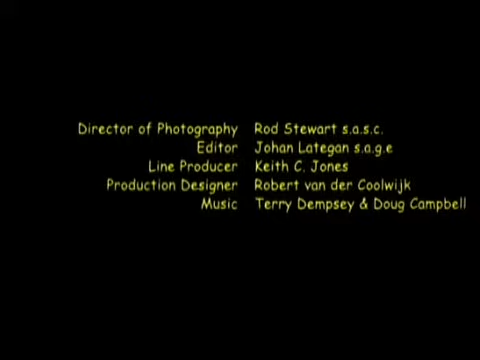 Director of Photography Rod Stewart s.a.s.c.
Editor Johan Lategan s.a.g.e
Line Producer Keith C. Jones
Production Designer Robert van der Coolwijk
Music Terry Dempsey & Doug Campbell